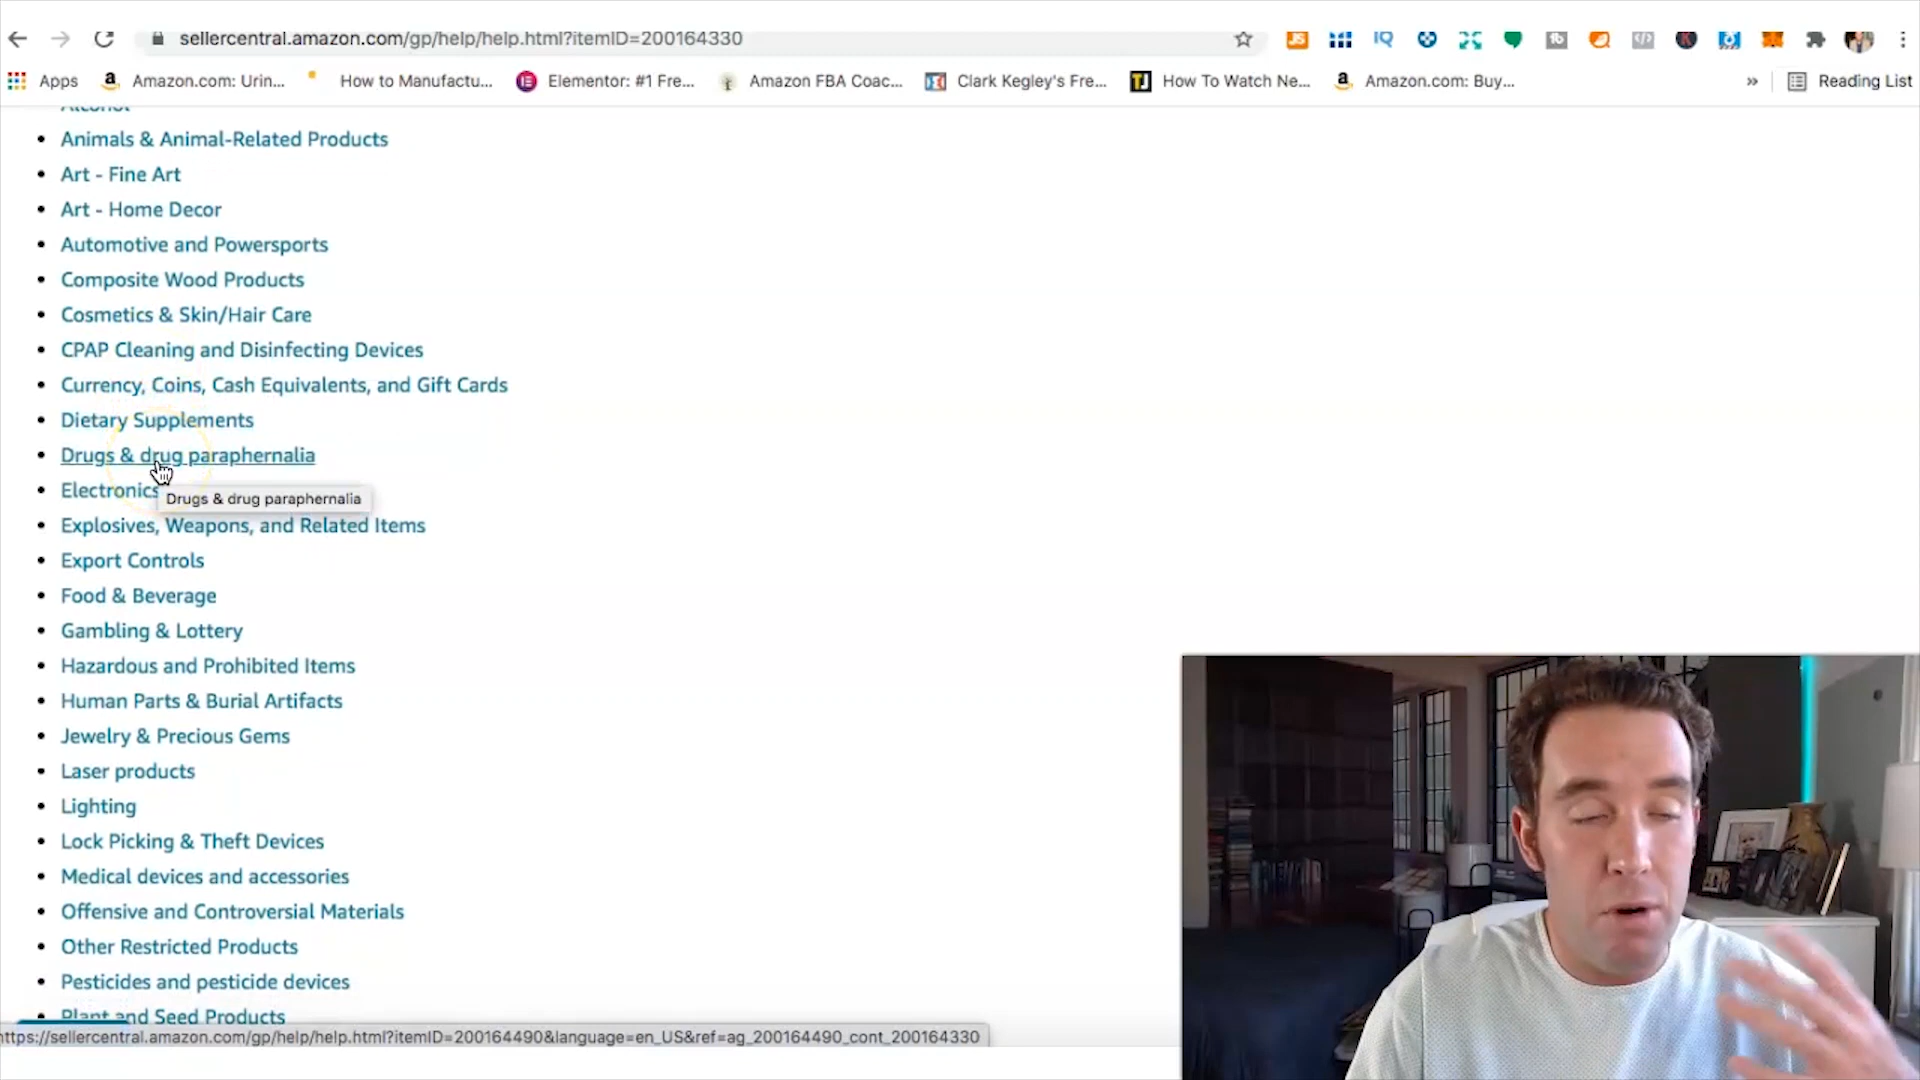 sellercentral.amazon.com/gp/help/help.html?itemID=200164330
Apps Amazon.com: Urin... How to Manufactu... Elementor: #1 Fre... Amazon FBA Coac... Clark Kegley's Fre... How To Watch Ne... Amazon.com: Buy... » Reading List
Alcohol
• Animals & Animal-Related Products
• Art - Fine Art
• Art - Home Decor
• Automotive and Powersports
• Composite Wood Products
• Cosmetics & Skin/Hair Care
• CPAP Cleaning and Disinfecting Devices
• Currency, Coins, Cash Equivalents, and Gift Cards
• Dietary Supplements
• Drugs & drug paraphernalia
• Electronics
Drugs & drug paraphernalia
• Explosives, Weapons, and Related Items
• Export Controls
• Food & Beverage
• Gambling & Lottery
• Hazardous and Prohibited Items
• Human Parts & Burial Artifacts
• Jewelry & Precious Gems
• Laser products
• Lighting
• Lock Picking & Theft Devices
• Medical devices and accessories
• Offensive and Controversial Materials
• Other Restricted Products
• Pesticides and pesticide devices
• Plant and Seed Products
https://sellercentral.amazon.com/gp/help/help.html?itemID=200164490&language=en_US&ref=ag_200164490_cont_200164330